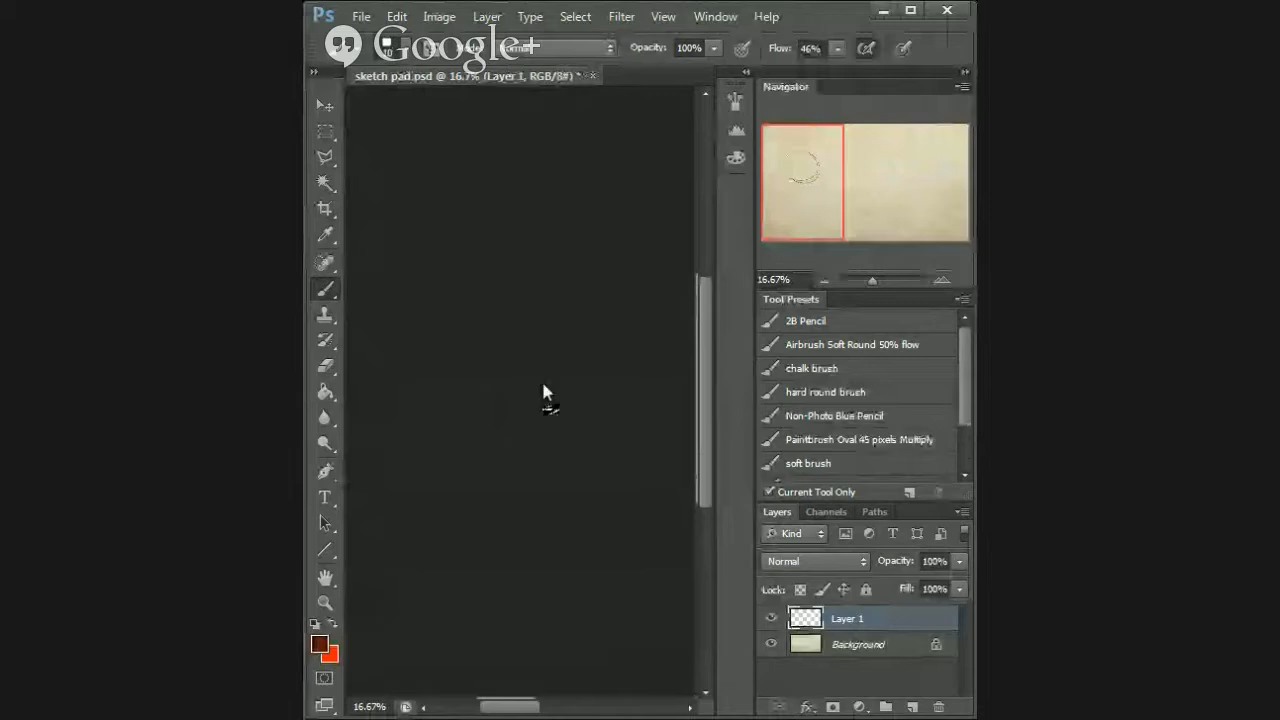 Ps File Edit Image Layer Type Select Filter View Window Help
Google+
Normal Opacity: 100% Flow: 46%
sketch pad.psd @ 16.7% (Layer 1, RGB/8#) *
Navigator
16.67%
Tool Presets
2B Pencil
Airbrush Soft Round 50% flow
chalk brush
hard round brush
Non-Photo Blue Pencil
Paintbrush Oval 45 pixels Multiply
soft brush
Current Tool Only
Layers Channels Paths
Kind
Normal Opacity: 100%
Lock: Fill: 100%
Layer 1
Background
16.67%